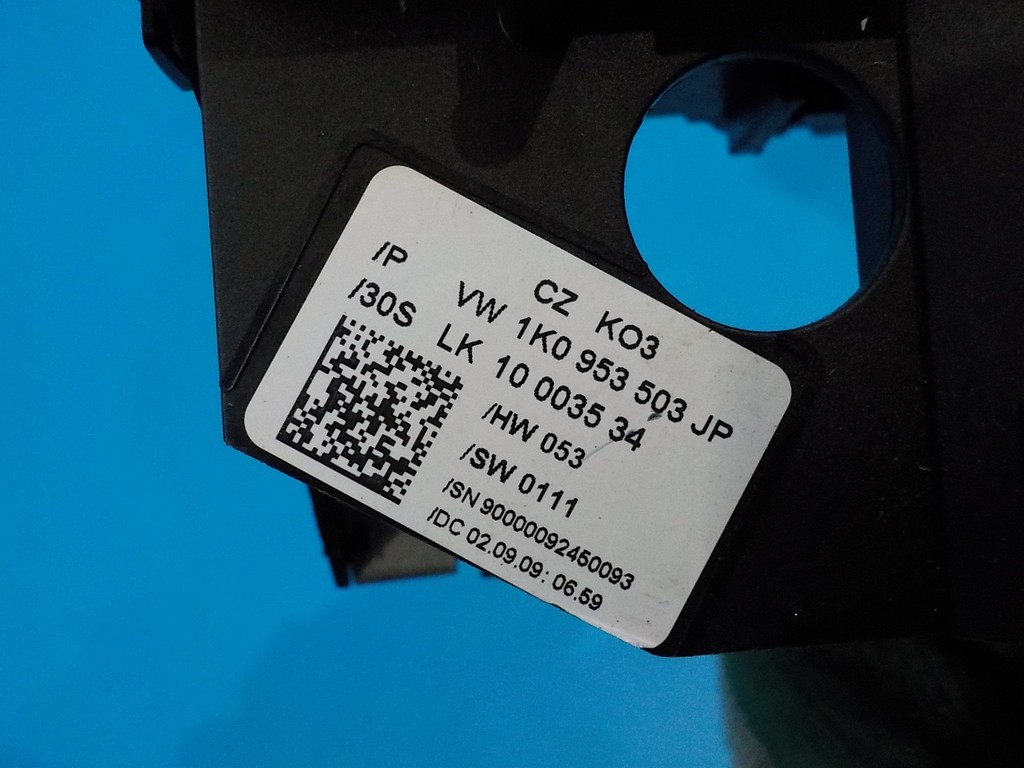 CZ KO3
/P VW 1K0 953 503 JP
/30S LK 10 0035 34
/HW 053
/SW 0111
/SN 90000092450093
/DC 02.09.09: 06.59